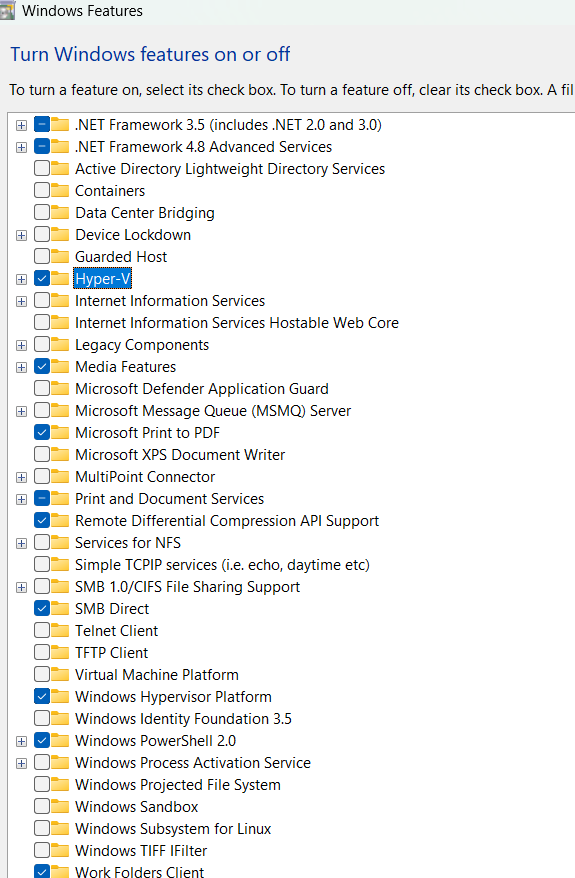 Windows Features
Turn Windows features on or off
To turn a feature on, select its check box. To turn a feature off, clear its check box. A fil
.NET Framework 3.5 (includes .NET 2.0 and 3.0)
.NET Framework 4.8 Advanced Services
Active Directory Lightweight Directory Services
Containers
Data Center Bridging
Device Lockdown
Guarded Host
Hyper-V
Internet Information Services
Internet Information Services Hostable Web Core
Legacy Components
Media Features
Microsoft Defender Application Guard
Microsoft Message Queue (MSMQ) Server
Microsoft Print to PDF
Microsoft XPS Document Writer
MultiPoint Connector
Print and Document Services
Remote Differential Compression API Support
Services for NFS
Simple TCPIP services (i.e. echo, daytime etc)
SMB 1.0/CIFS File Sharing Support
SMB Direct
Telnet Client
TFTP Client
Virtual Machine Platform
Windows Hypervisor Platform
Windows Identity Foundation 3.5
Windows PowerShell 2.0
Windows Process Activation Service
Windows Projected File System
Windows Sandbox
Windows Subsystem for Linux
Windows TIFF IFilter
Work Folders Client